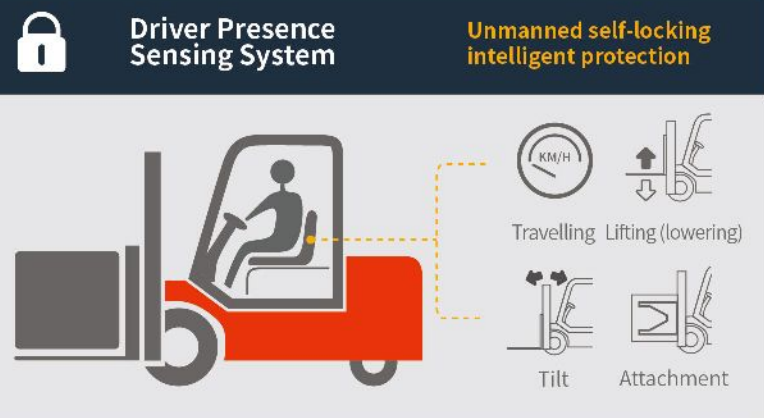 Driver Presence
Sensing System
Unmanned self-locking
intelligent protection
KM/H
Travelling
Lifting (lowering)
Tilt
Attachment